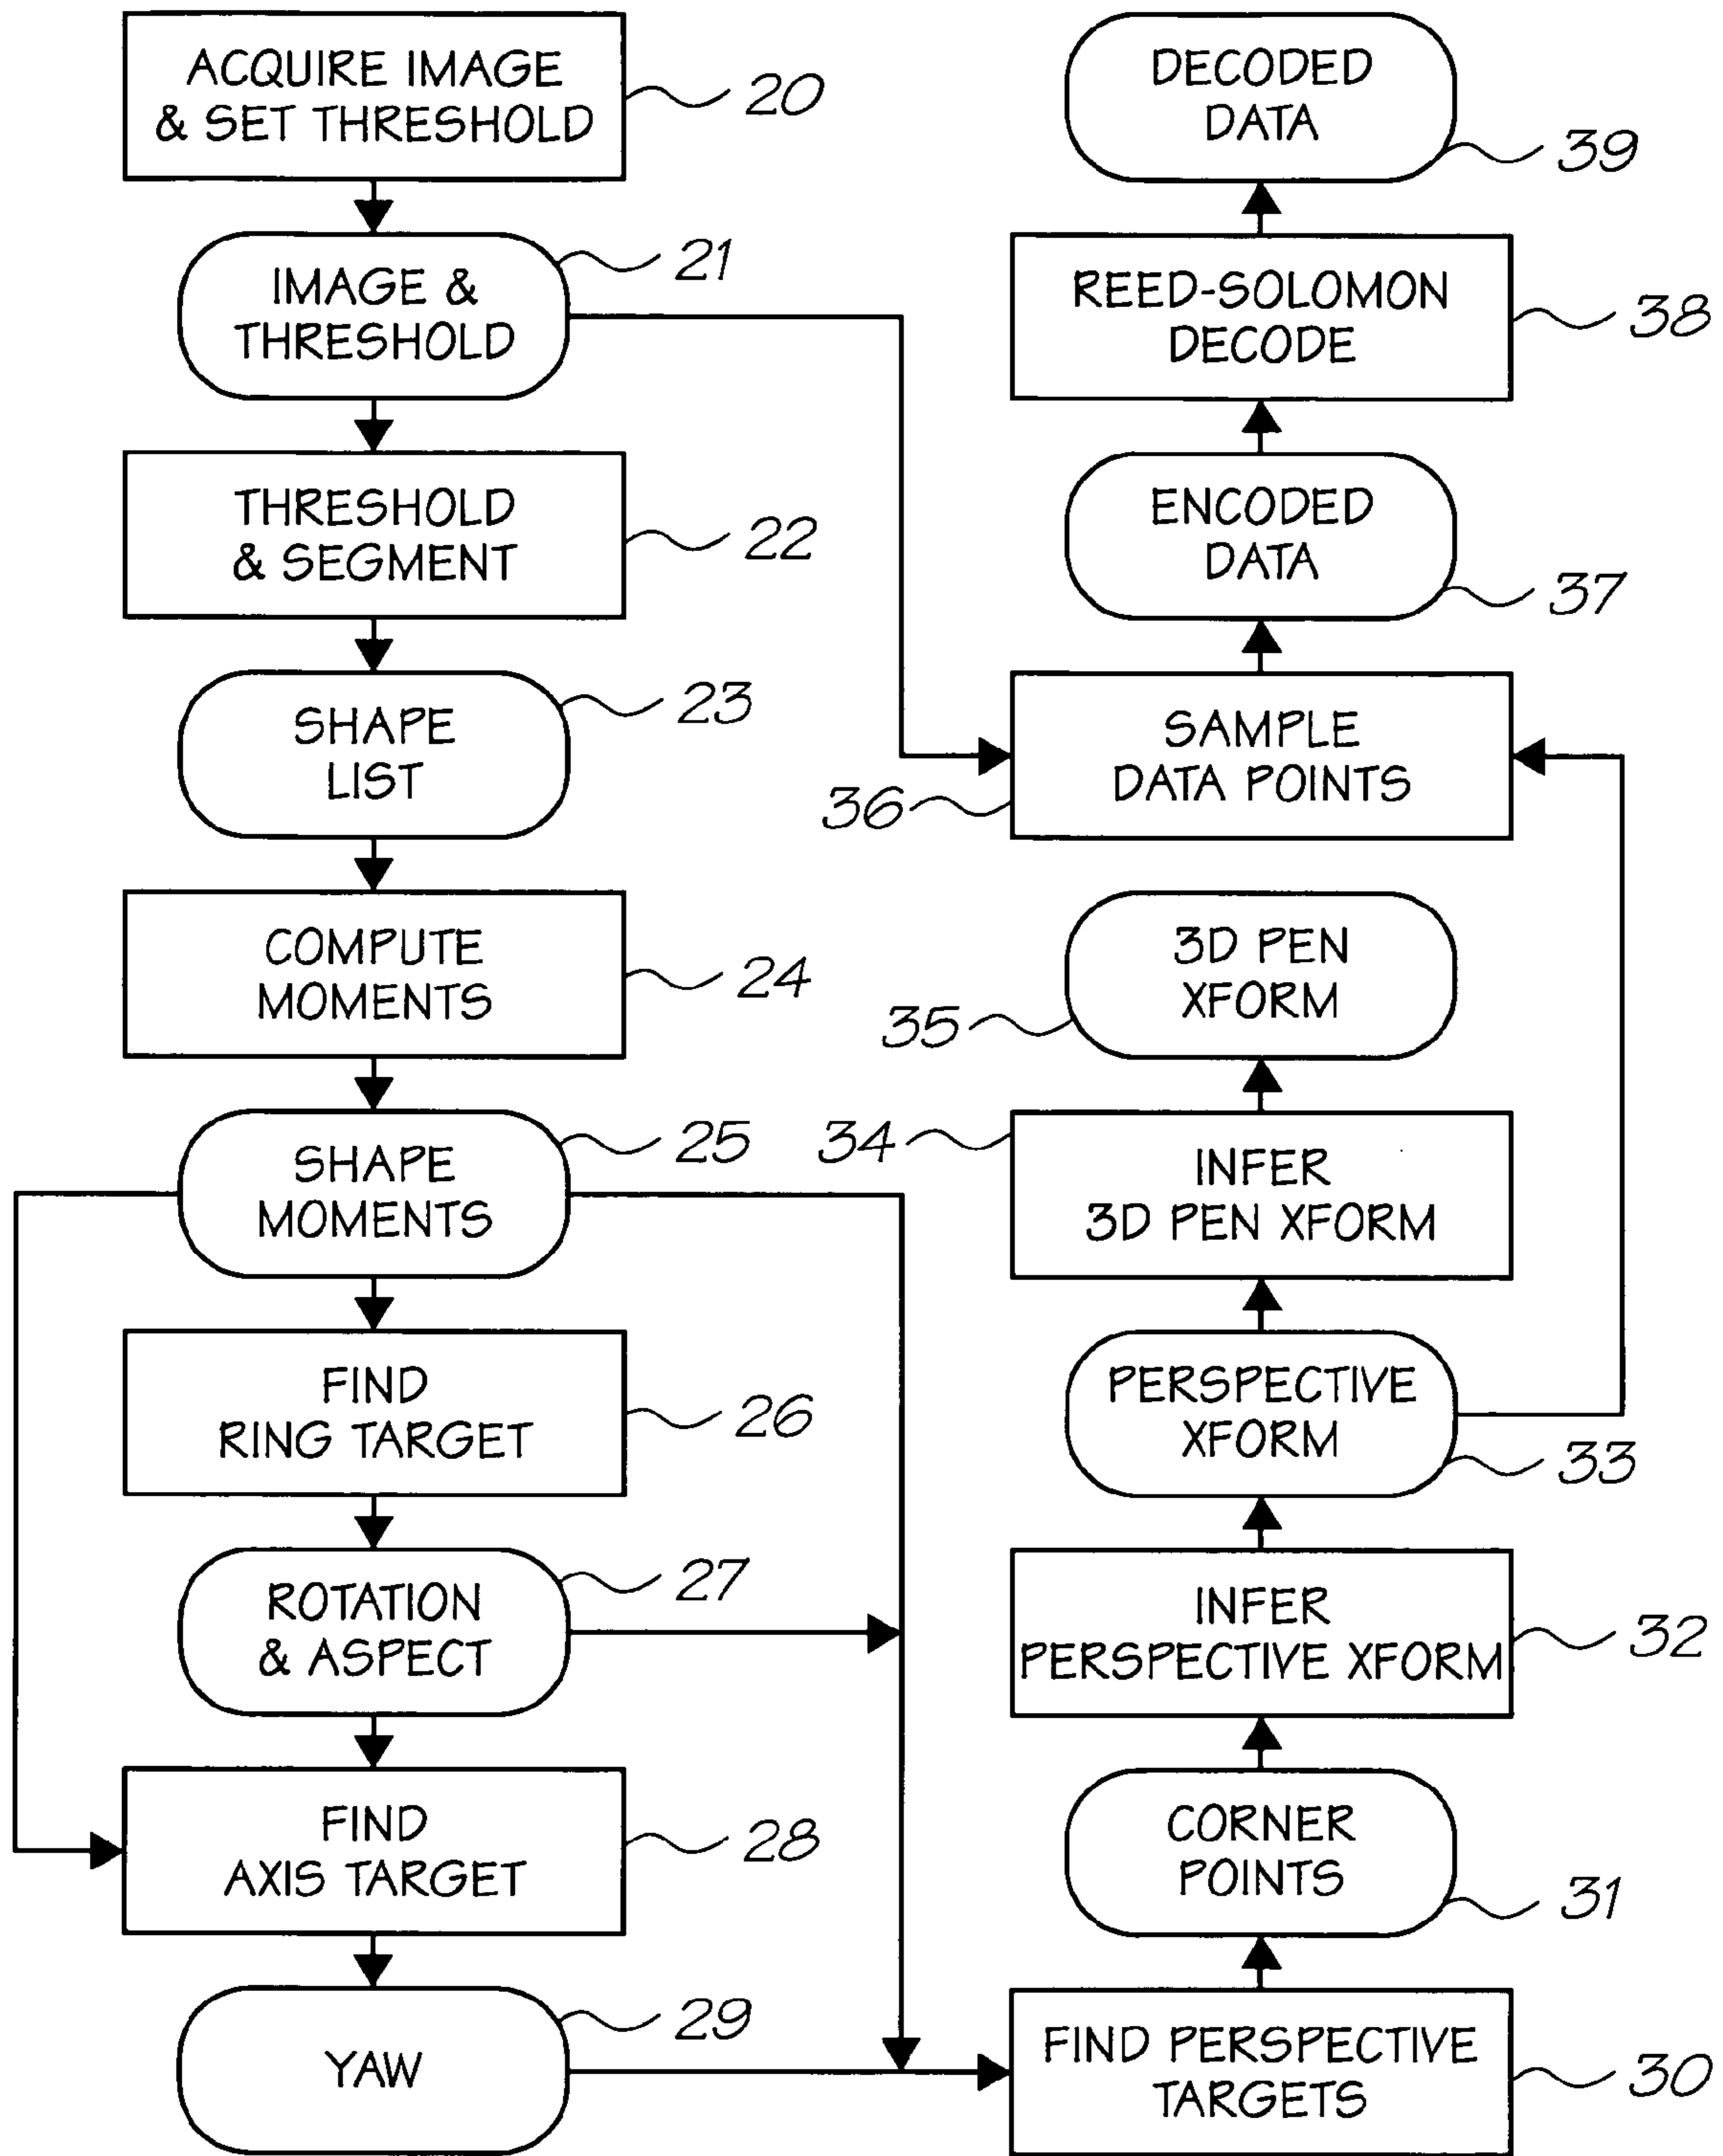 ACQUIRE IMAGE
& SET THRESHOLD
20
IMAGE &
THRESHOLD
21
THRESHOLD
& SEGMENT
22
SHAPE
LIST
23
COMPUTE
MOMENTS
24
SHAPE
MOMENTS
25
FIND
RING TARGET
26
ROTATION
& ASPECT
27
FIND
AXIS TARGET
28
YAW
29
DECODED
DATA
39
REED-SOLOMON
DECODE
38
ENCODED
DATA
37
SAMPLE
DATA POINTS
36
3D PEN
XFORM
35
INFER
3D PEN XFORM
34
PERSPECTIVE
XFORM
33
INFER
PERSPECTIVE XFORM
32
CORNER
POINTS
31
FIND PERSPECTIVE
TARGETS
30